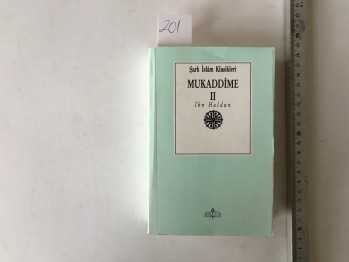 201
Şark İslâm Klasikleri
MUKADDİME
II
İbn Haldun